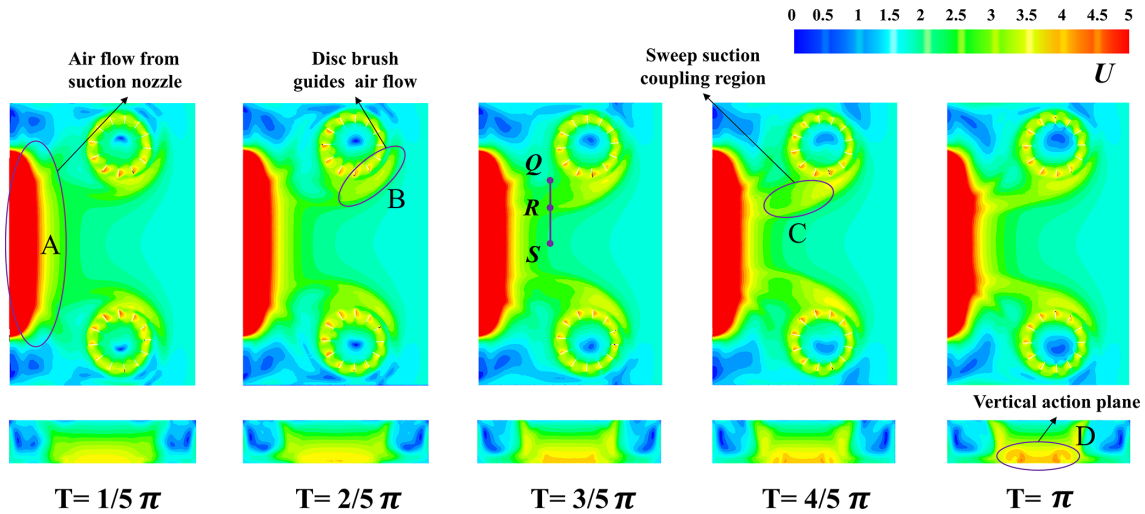 0 0.5 1 1.5 2 2.5 3 3.5 4 4.5 5
U
Air flow from
suction nozzle
Disc brush
guides air flow
Sweep suction
coupling region
A
B
Q
R
S
C
Vertical action plane
D
T= 1/5 π
T= 2/5 π
T= 3/5 π
T= 4/5 π
T= π